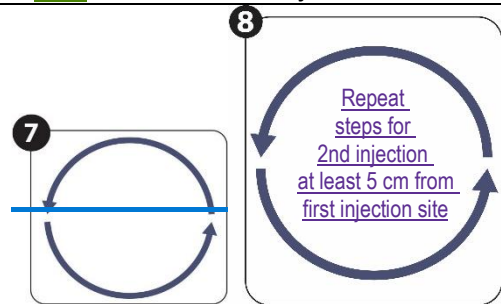 8
7
Repeat
steps for
2nd injection
at least 5 cm from
first injection site